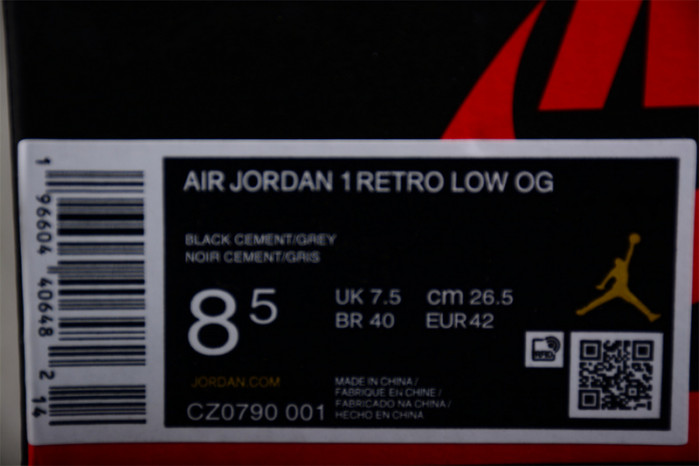 AIR JORDAN 1 RETRO LOW OG
BLACK CEMENT/GREY
NOIR CEMENT/GRIS
8 5
UK 7.5 cm 26.5
BR 40 EUR 42
JORDAN.COM
CZ0790 001
MADE IN CHINA /
FABRIQUE EN CHINE /
FABRICADO NA CHINA /
HECHO EN CHINA
1 96604 40648 2 14